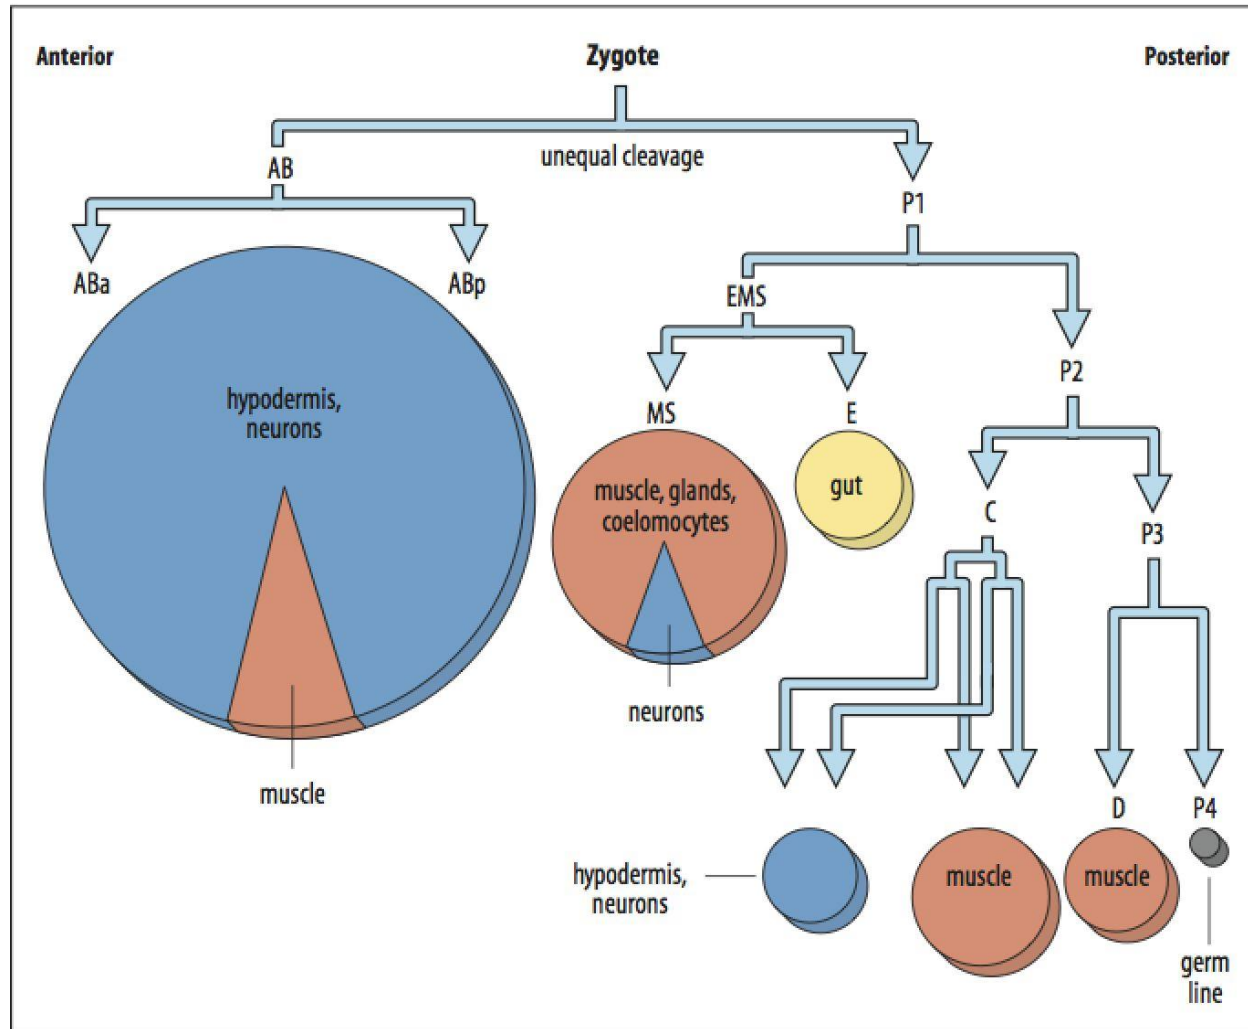 Anterior
Zygote
Posterior
unequal cleavage
AB
P1
ABa
ABp
EMS
P2
MS
E
hypodermis,
neurons
muscle, glands,
coelomocytes
gut
C
P3
neurons
muscle
D
P4
hypodermis,
neurons
muscle
muscle
germ
line